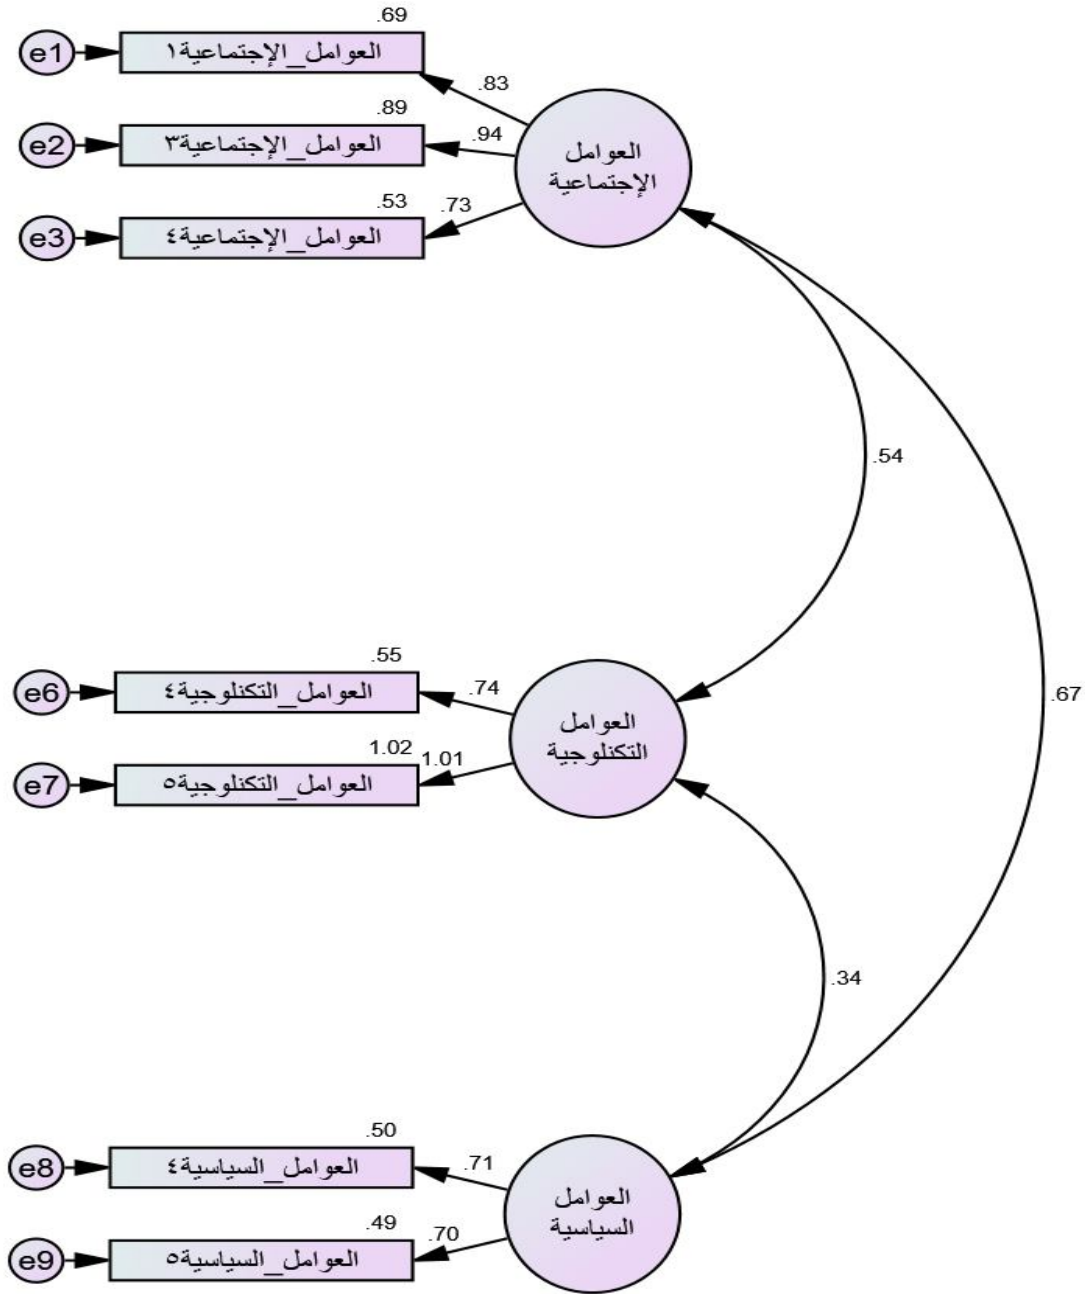 .69
e1
العوامل_الإجتماعية١
.83
.89
e2
العوامل_الإجتماعية٣
.94
.53
e3
العوامل_الإجتماعية٤
.73
العوامل
الإجتماعية
.54
.67
.55
e6
العوامل_التكنلوجية٤
.74
1.02
e7
العوامل_التكنلوجية٥
1.01
العوامل
التكنلوجية
.34
.50
e8
العوامل_السياسية٤
.71
.49
e9
العوامل_السياسية٥
.70
العوامل
السياسية